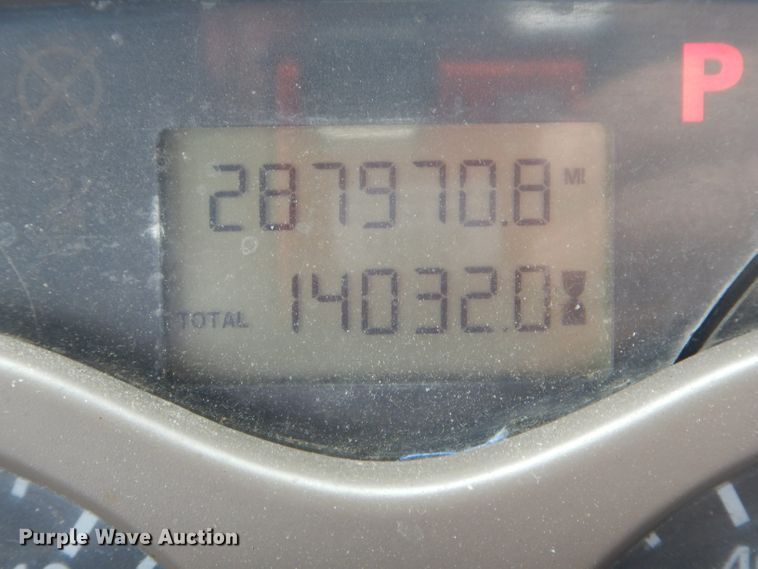 P
287970.8 MI
TOTAL 14032.0
Purple Wave Auction